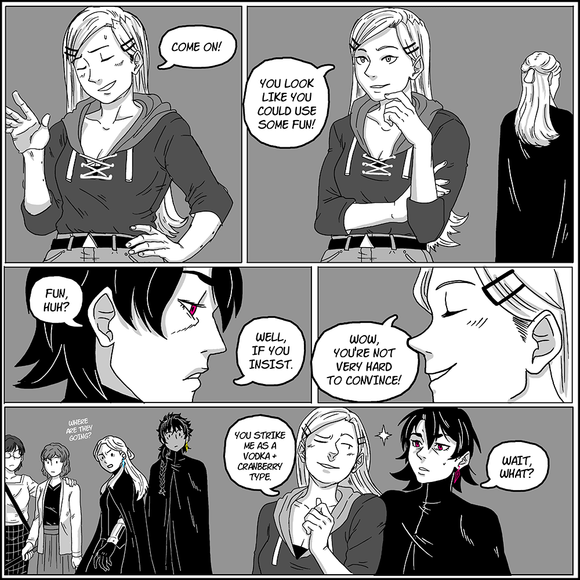 COME ON!
YOU LOOK
LIKE YOU
COULD USE
SOME FUN!
FUN,
HUH?
WELL,
IF YOU
INSIST.
WOW,
YOU'RE NOT
VERY HARD
TO CONVINCE!
WHERE
ARE THEY
GOING?
YOU STRIKE
ME AS A
VODKA +
CRANBERRY
TYPE.
WAIT,
WHAT?